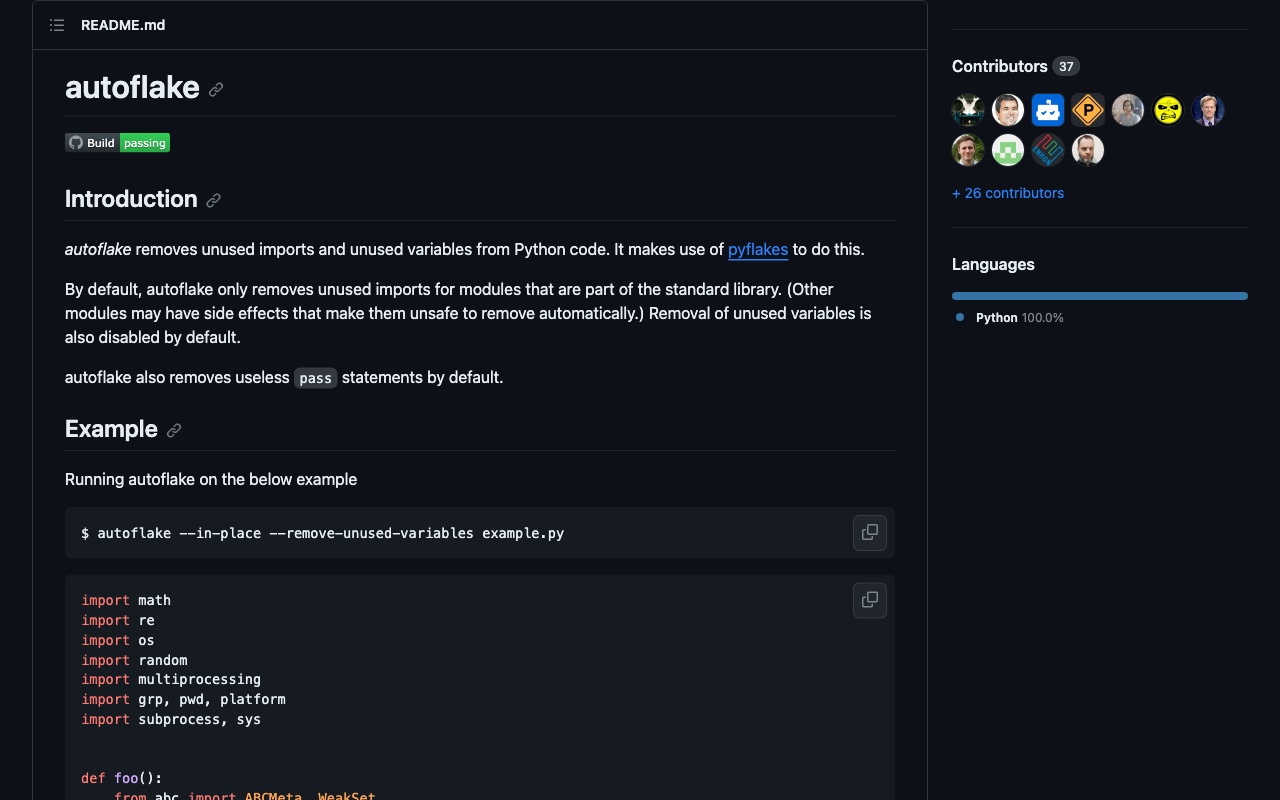 README.md
autoflake
Build passing
Introduction
autoflake removes unused imports and unused variables from Python code. It makes use of pyflakes to do this.
By default, autoflake only removes unused imports for modules that are part of the standard library. (Other
modules may have side effects that make them unsafe to remove automatically.) Removal of unused variables is
also disabled by default.
autoflake also removes useless pass statements by default.
Example
Running autoflake on the below example
$ autoflake --in-place --remove-unused-variables example.py
import math
import re
import os
import random
import multiprocessing
import grp, pwd, platform
import subprocess, sys
def foo():
from abc import ABCMeta, WeakSet
Contributors 37
P
+ 26 contributors
Languages
Python 100.0%